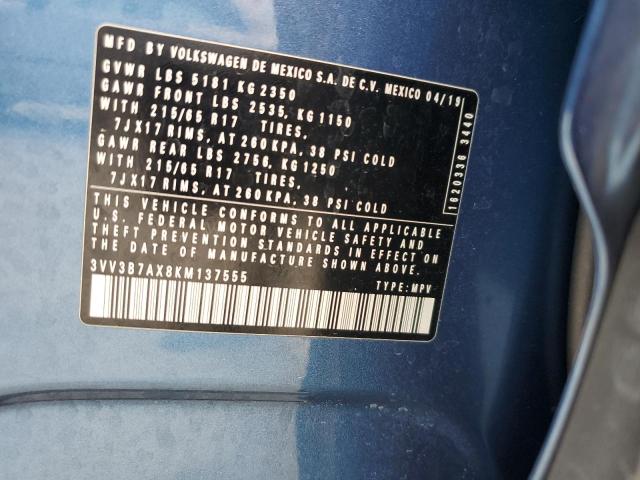 MFD BY VOLKSWAGEN DE MEXICO S.A. DE C.V. MEXICO 04/19
GVWR LBS 5181 KG 2350
GAWR FRONT LBS 2535, KG 1150
WITH 215/65 R17 TIRES,
7JX17 RIMS, AT 260 KPA, 38 PSI COLD
GAWR REAR LBS 2756, KG 1250
WITH 215/65 R17 TIRES,
7JX17 RIMS, AT 260 KPA, 38 PSI COLD
THIS VEHICLE CONFORMS TO ALL APPLICABLE
U.S. FEDERAL MOTOR VEHICLE SAFETY AND
THEFT PREVENTION STANDARDS IN EFFECT ON
THE DATE OF MANUFACTURE SHOWN ABOVE.
3VV3B7AX8KM137555
TYPE: MPV
1620336 3440